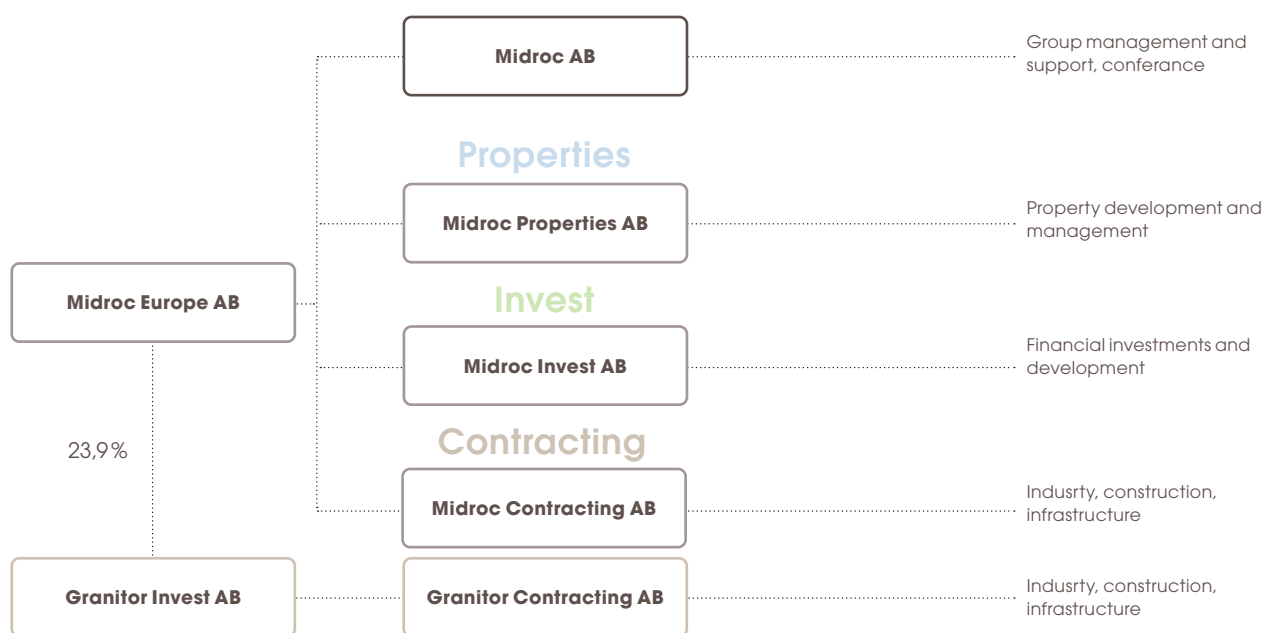 Midroc AB
Group management and
support, conferance
Properties
Midroc Properties AB
Property development and
management
Midroc Europe AB
Invest
Midroc Invest AB
Financial investments and
development
23,9%
Contracting
Midroc Contracting AB
Indusrty, construction,
infrastructure
Granitor Invest AB
Granitor Contracting AB
Indusrty, construction,
infrastructure